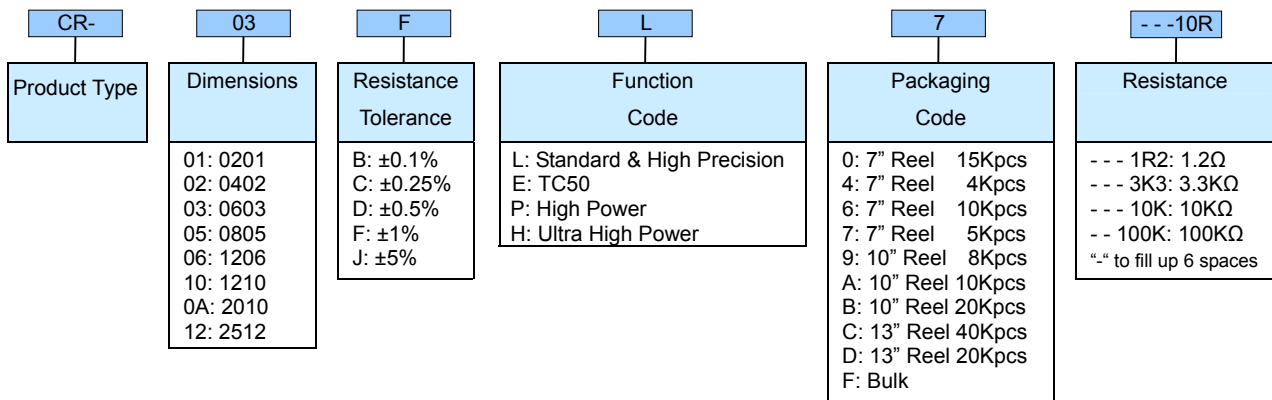 CR- 03 F L 7 - - -10R
Product Type
Dimensions
01: 0201
02: 0402
03: 0603
05: 0805
06: 1206
10: 1210
0A: 2010
12: 2512
Resistance
Tolerance
B: ±0.1%
C: ±0.25%
D: ±0.5%
F: ±1%
J: ±5%
Function
Code
L: Standard & High Precision
E: TC50
P: High Power
H: Ultra High Power
Packaging
Code
0: 7” Reel 15Kpcs
4: 7” Reel 4Kpcs
6: 7” Reel 10Kpcs
7: 7” Reel 5Kpcs
9: 10” Reel 8Kpcs
A: 10” Reel 10Kpcs
B: 10” Reel 20Kpcs
C: 13” Reel 40Kpcs
D: 13” Reel 20Kpcs
F: Bulk
Resistance
- - - 1R2: 1.2Ω
- - - 3K3: 3.3KΩ
- - - 10K: 10KΩ
- - 100K: 100KΩ
“-“ to fill up 6 spaces